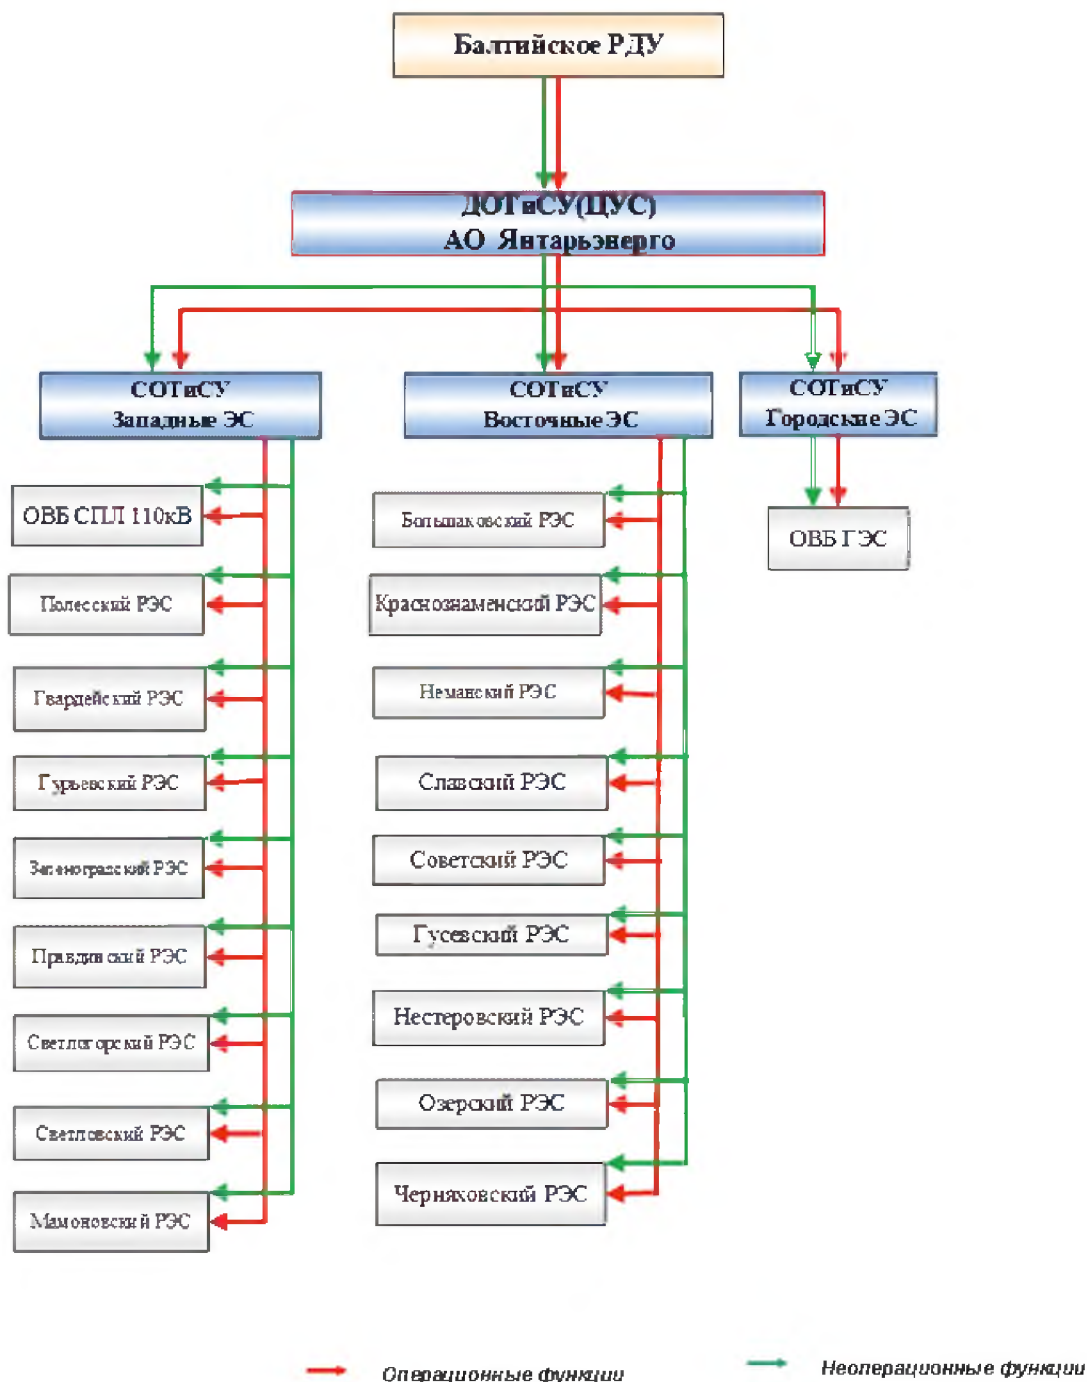 Балтийское РДУ
ДОТиСУ(ЦУС)
АО Янтарьэнерго
СОТиСУ
Западные ЭС
СОТиСУ
Восточные ЭС
СОТиСУ
Городские ЭС
ОВБ СПЛ 110кВ
Полесский РЭС
Гвардейский РЭС
Гурьевский РЭС
Зеленоградский РЭС
Правдинский РЭС
Светлогорский РЭС
Светловский РЭС
Мамоновский РЭС
Большаковский РЭС
Краснознаменский РЭС
Неманский РЭС
Славский РЭС
Советский РЭС
Гусевский РЭС
Нестеровский РЭС
Озерский РЭС
Черняховский РЭС
ОВБ ГЭС
Операционные функции
Неоперационные функции